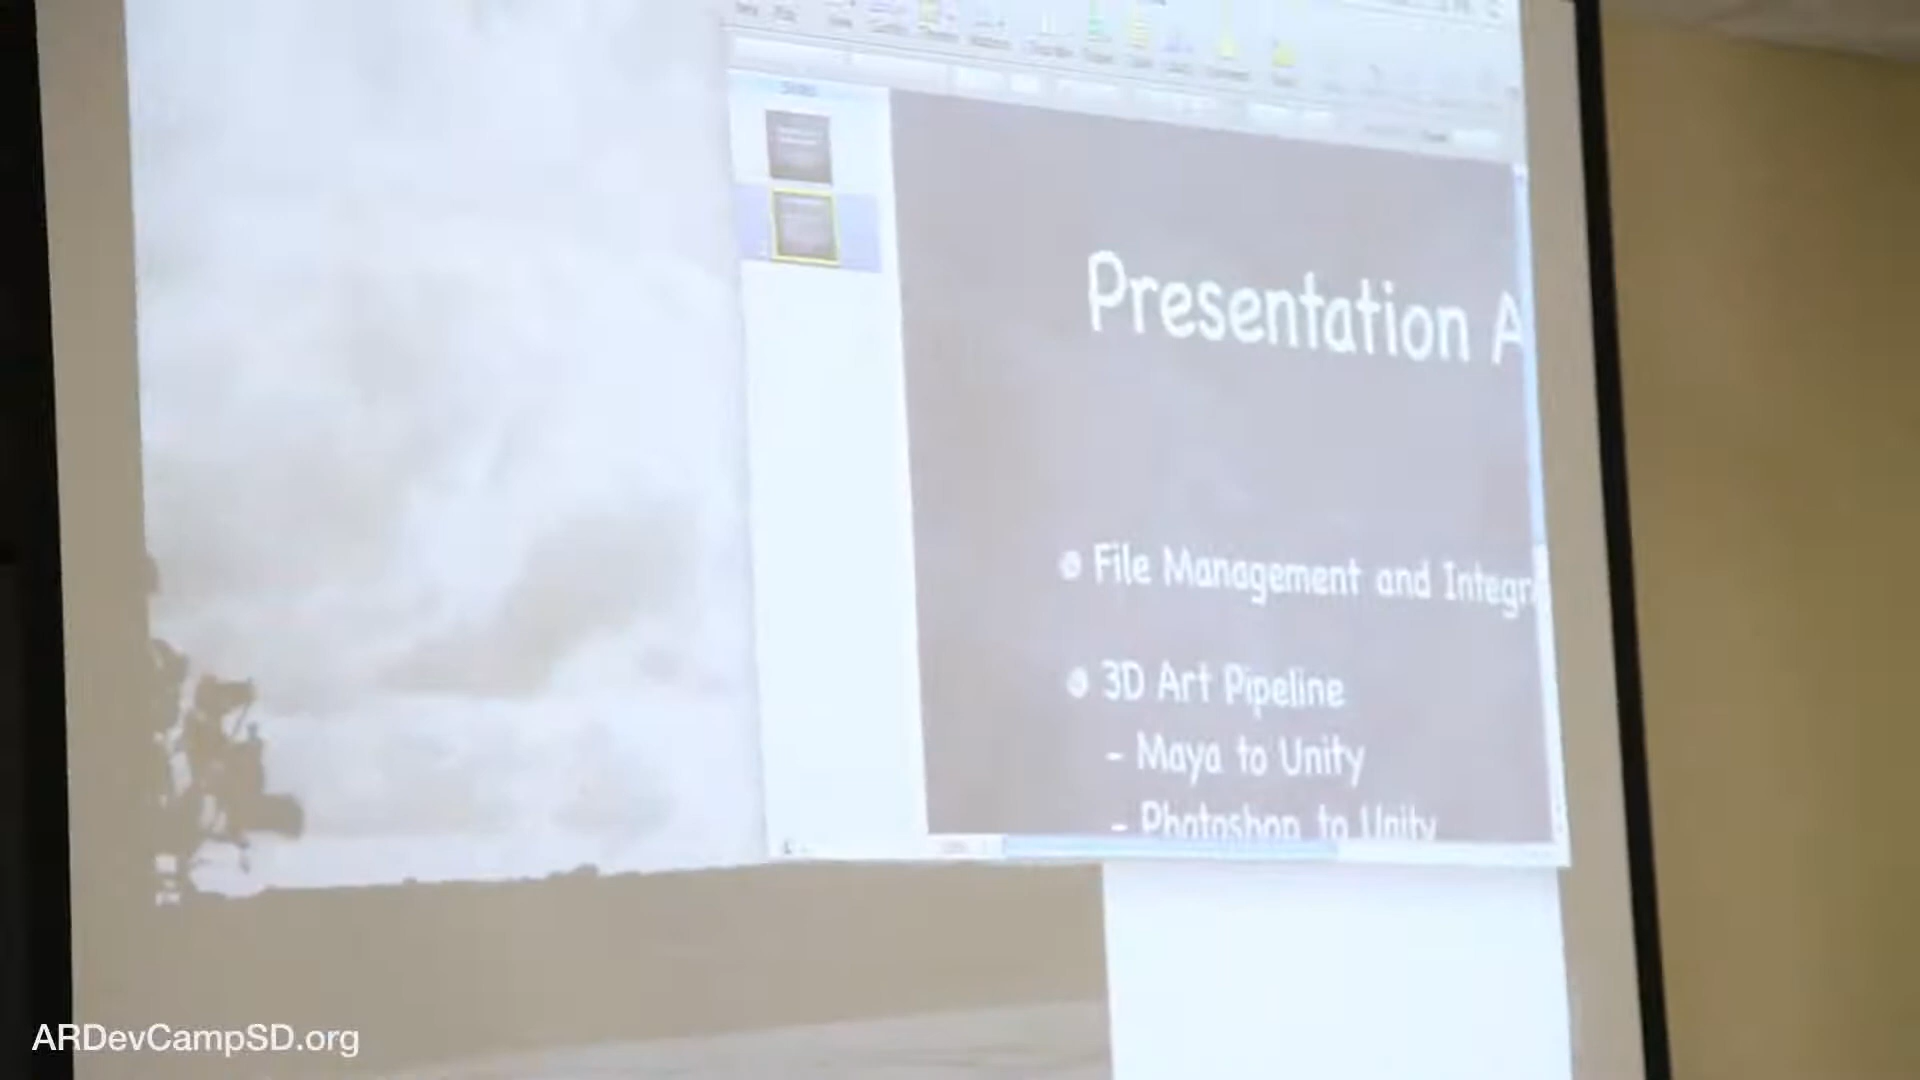 Presentation A
File Management and Integr
3D Art Pipeline
- Maya to Unity
- Photoshop to Unity
ARDevCampSD.org